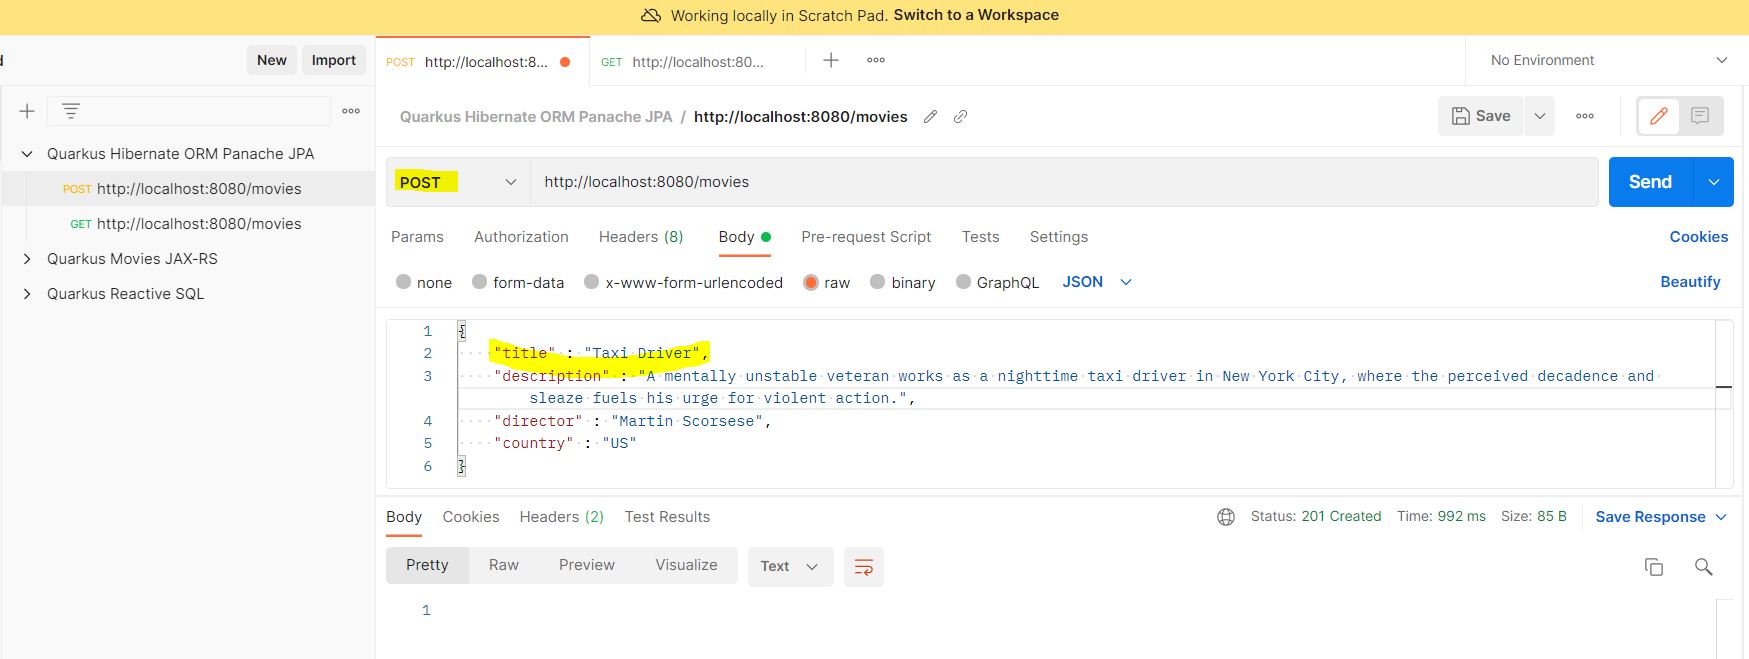 Working locally in Scratch Pad. Switch to a Workspace
New Import
POST http://localhost:8... GET http://localhost:80...
No Environment
Quarkus Hibernate ORM Panache JPA / http://localhost:8080/movies
Save
Quarkus Hibernate ORM Panache JPA
POST http://localhost:8080/movies
GET http://localhost:8080/movies
Quarkus Movies JAX-RS
Quarkus Reactive SQL
POST http://localhost:8080/movies Send
Params Authorization Headers (8) Body Pre-request Script Tests Settings Cookies
none form-data x-www-form-urlencoded raw binary GraphQL JSON Beautify
1 {
2 "title" : "Taxi Driver",
3 "description" : "A mentally unstable veteran works as a nighttime taxi driver in New York City, where the perceived decadence and
sleaze fuels his urge for violent action.",
4 "director" : "Martin Scorsese",
5 "country" : "US"
6 }
Body Cookies Headers (2) Test Results Status: 201 Created Time: 992 ms Size: 85 B Save Response
Pretty Raw Preview Visualize Text
1